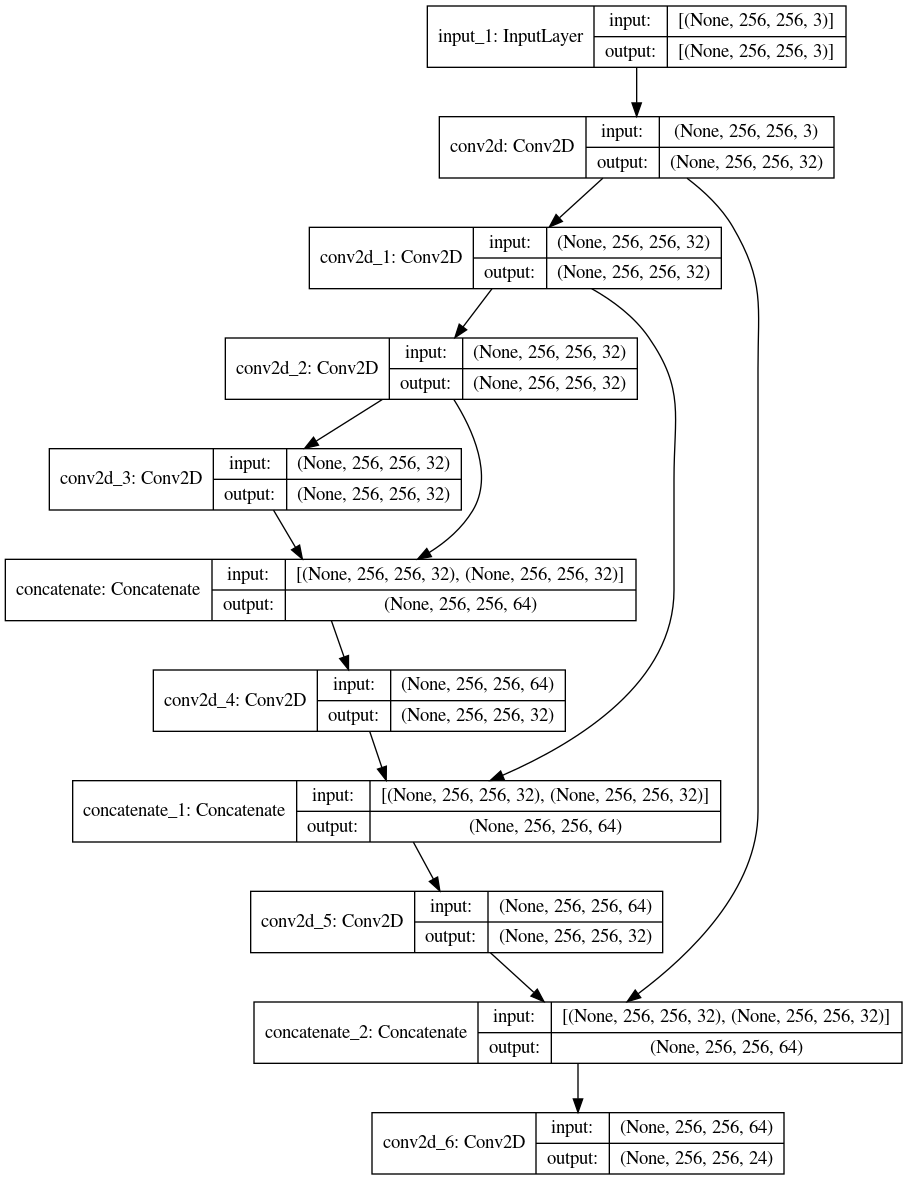 input_1: InputLayer
input: [(None, 256, 256, 3)]
output: [(None, 256, 256, 3)]
conv2d: Conv2D
input: (None, 256, 256, 3)
output: (None, 256, 256, 32)
conv2d_1: Conv2D
input: (None, 256, 256, 32)
output: (None, 256, 256, 32)
conv2d_2: Conv2D
input: (None, 256, 256, 32)
output: (None, 256, 256, 32)
conv2d_3: Conv2D
input: (None, 256, 256, 32)
output: (None, 256, 256, 32)
concatenate: Concatenate
input: [(None, 256, 256, 32), (None, 256, 256, 32)]
output: (None, 256, 256, 64)
conv2d_4: Conv2D
input: (None, 256, 256, 64)
output: (None, 256, 256, 32)
concatenate_1: Concatenate
input: [(None, 256, 256, 32), (None, 256, 256, 32)]
output: (None, 256, 256, 64)
conv2d_5: Conv2D
input: (None, 256, 256, 64)
output: (None, 256, 256, 32)
concatenate_2: Concatenate
input: [(None, 256, 256, 32), (None, 256, 256, 32)]
output: (None, 256, 256, 64)
conv2d_6: Conv2D
input: (None, 256, 256, 64)
output: (None, 256, 256, 24)